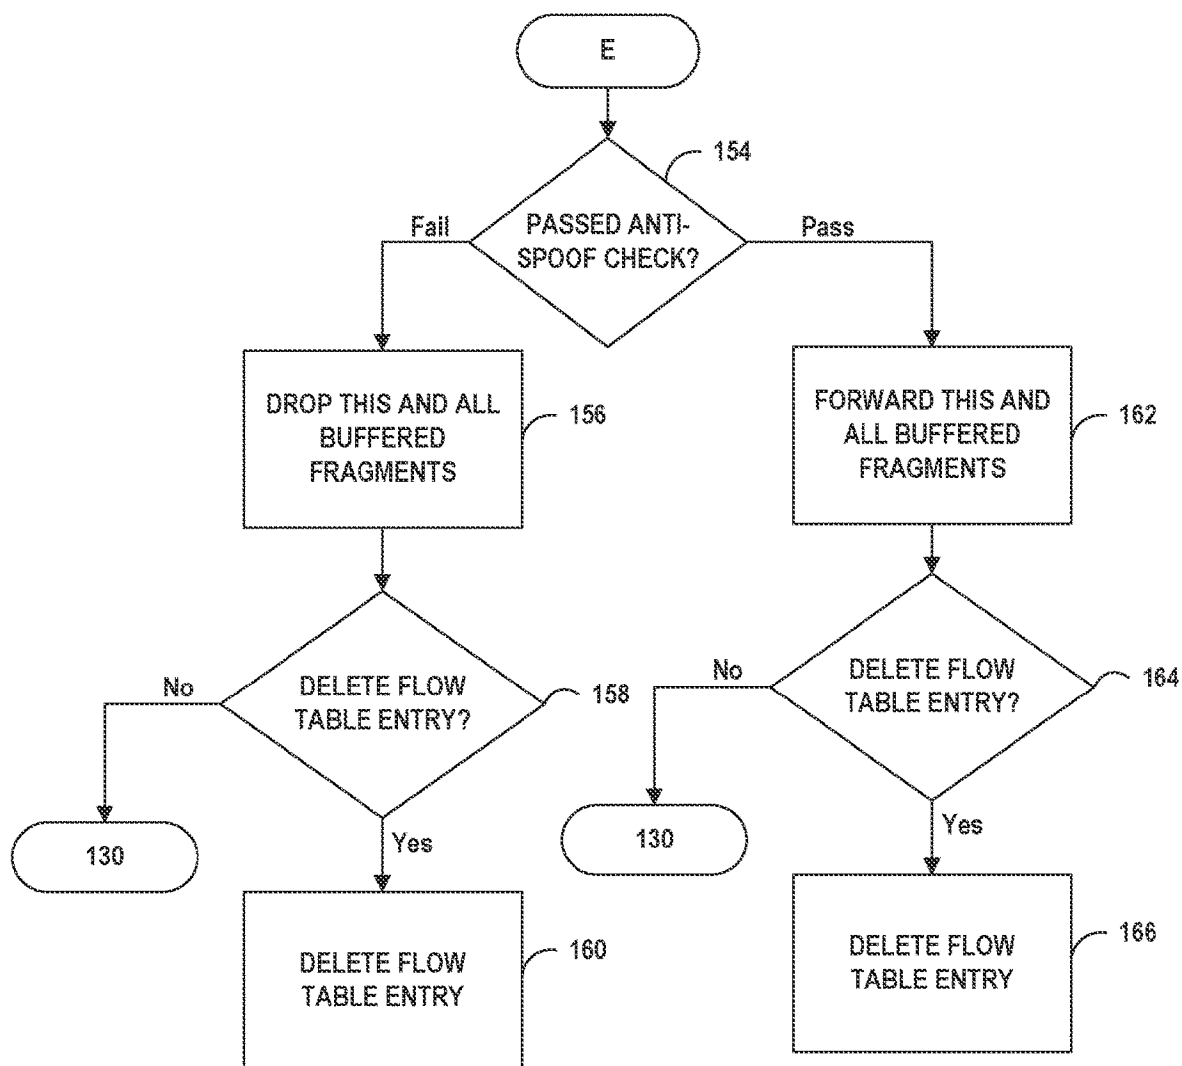 E
154
PASSED ANTI-
SPOOF CHECK?
Fail
Pass
DROP THIS AND ALL
BUFFERED
FRAGMENTS
156
FORWARD THIS AND
ALL BUFFERED
FRAGMENTS
162
DELETE FLOW
TABLE ENTRY?
158
No
Yes
DELETE FLOW
TABLE ENTRY?
164
No
Yes
130
130
DELETE FLOW
TABLE ENTRY
160
DELETE FLOW
TABLE ENTRY
166